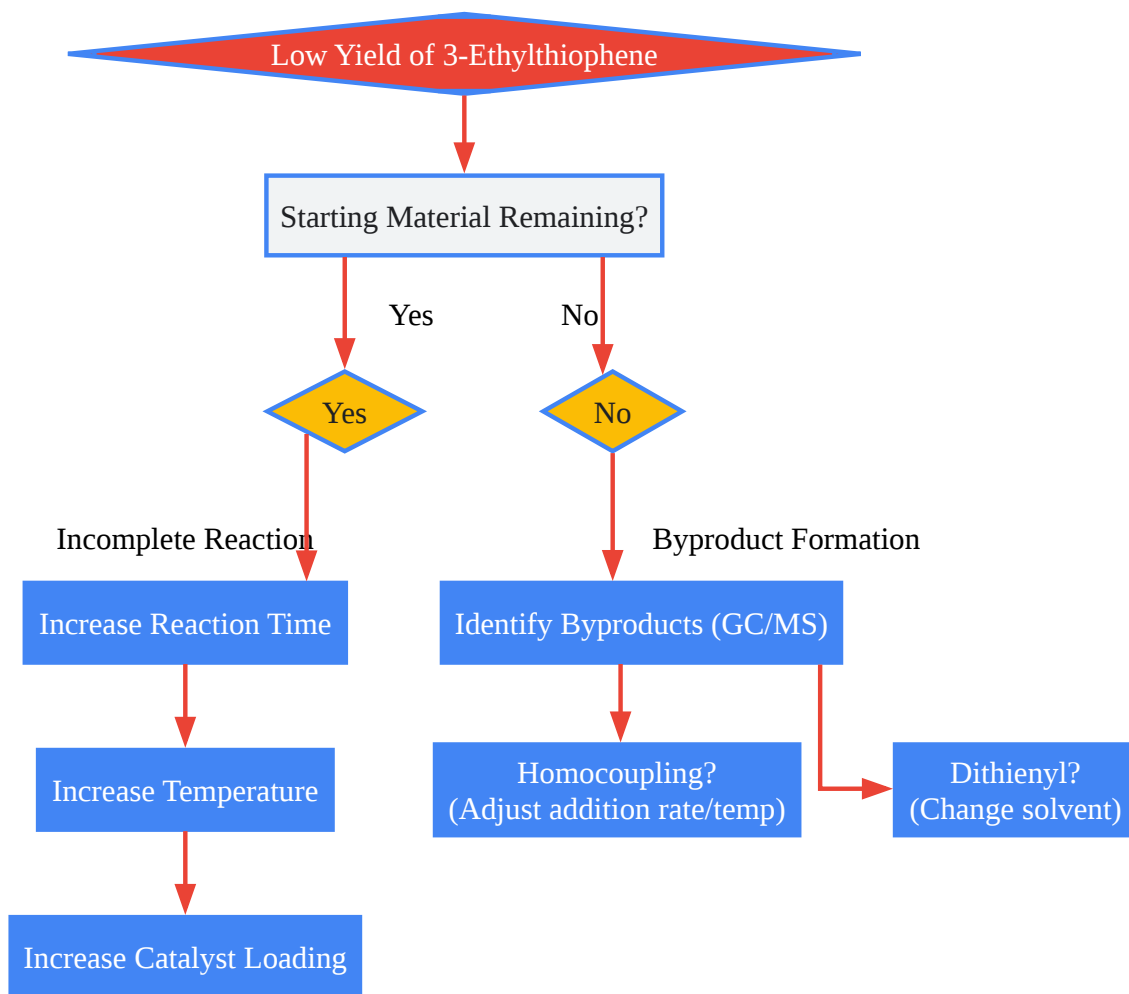 Low Yield of 3-Ethylthiophene
Starting Material Remaining?
Yes
No
Yes
No
Incomplete Reaction
Byproduct Formation
Increase Reaction Time
Identify Byproducts (GC/MS)
Increase Temperature
Homocoupling?
(Adjust addition rate/temp)
Dithienyl?
(Change solvent)
Increase Catalyst Loading